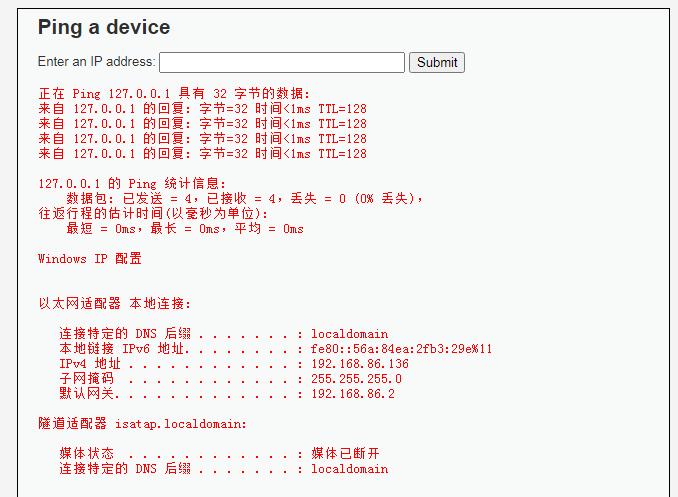 Ping a device
Enter an IP address: Submit
正在 Ping 127.0.0.1 具有 32 字节的数据:
来自 127.0.0.1 的回复: 字节=32 时间<1ms TTL=128
来自 127.0.0.1 的回复: 字节=32 时间<1ms TTL=128
来自 127.0.0.1 的回复: 字节=32 时间<1ms TTL=128
来自 127.0.0.1 的回复: 字节=32 时间<1ms TTL=128
127.0.0.1 的 Ping 统计信息:
数据包: 已发送 = 4，已接收 = 4，丢失 = 0 (0% 丢失)，
往返行程的估计时间(以毫秒为单位):
最短 = 0ms，最长 = 0ms，平均 = 0ms
Windows IP 配置
以太网适配器 本地连接:
连接特定的 DNS 后缀 . . . . . . . : localdomain
本地链接 IPv6 地址. . . . . . . . : fe80::56a:84ea:2fb3:29e%11
IPv4 地址 . . . . . . . . . . . . : 192.168.86.136
子网掩码  . . . . . . . . . . . . : 255.255.255.0
默认网关. . . . . . . . . . . . . : 192.168.86.2
隧道适配器 isatap.localdomain:
媒体状态  . . . . . . . . . . . . : 媒体已断开
连接特定的 DNS 后缀 . . . . . . . : localdomain